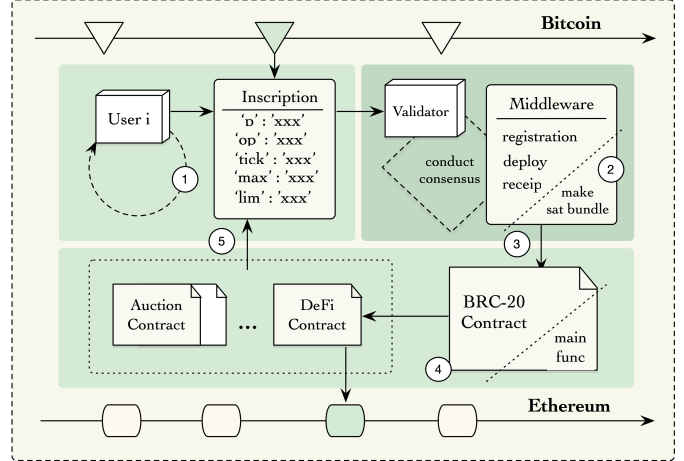 Bitcoin
User i
1
Inscription
'p' : 'xxx'
'op' : 'xxx'
'tick' : 'xxx'
'max' : 'xxx'
'lim' : 'xxx'
Validator
conduct
consensus
Middleware
registration
deploy
receip
2
make
sat bundle
5
3
Auction
Contract
...
DeFi
Contract
BRC-20
Contract
main
func
4
Ethereum